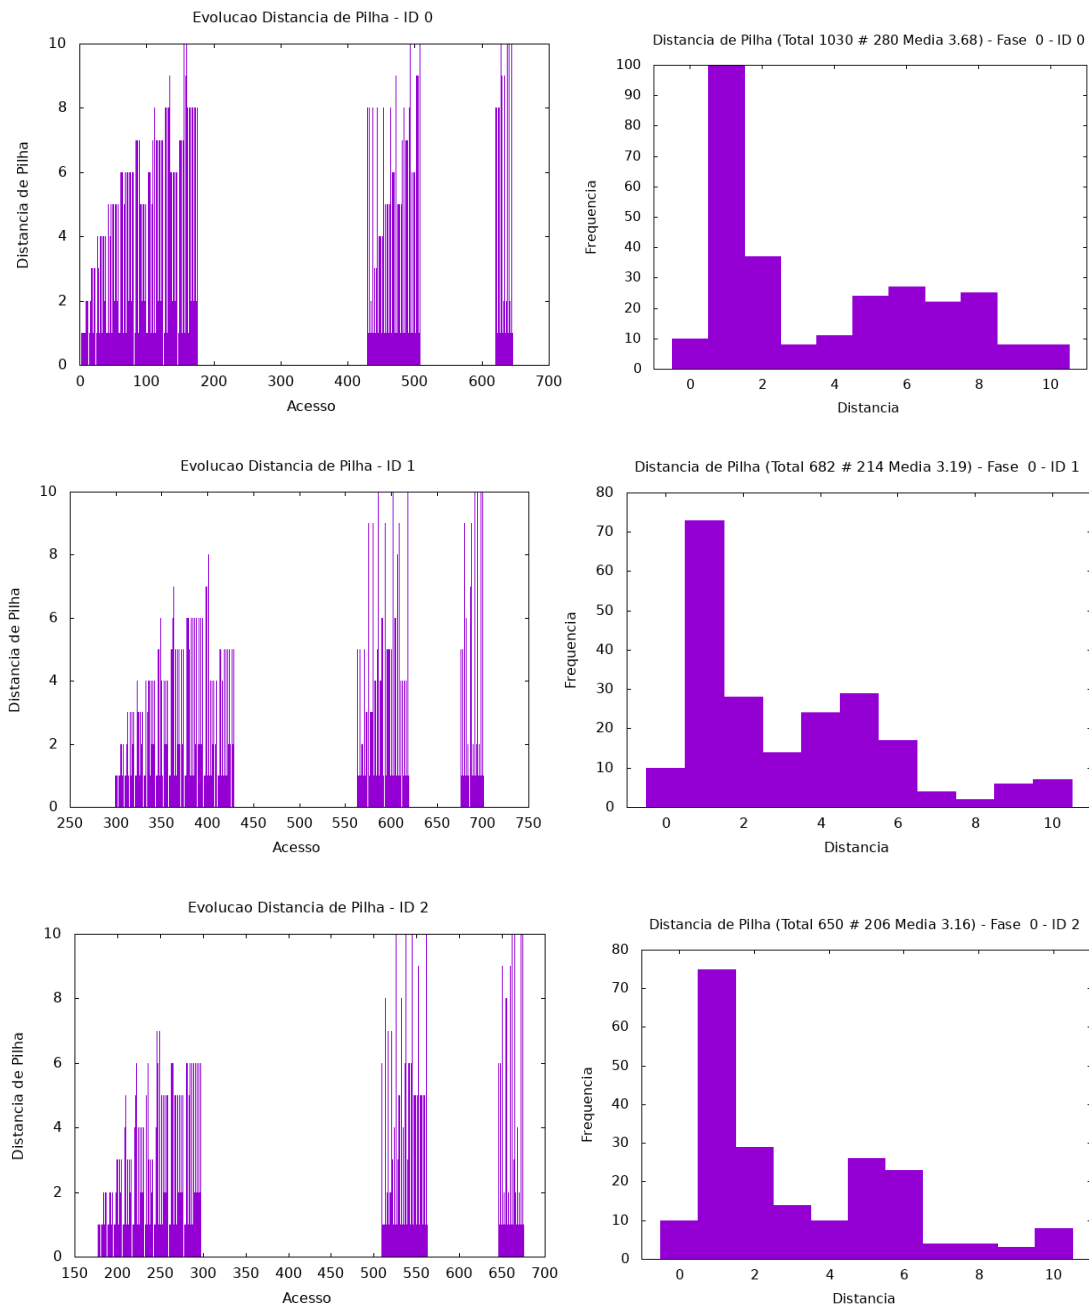 Evolucao Distancia de Pilha - ID 0
10
8
6
4
2
0
Distancia de Pilha
0 100 200 300 400 500 600 700
Acesso
Distancia de Pilha (Total 1030 # 280 Media 3.68) - Fase 0 - ID 0
100
90
80
70
60
50
40
30
20
10
0
Frequencia
0 2 4 6 8 10
Distancia
Evolucao Distancia de Pilha - ID 1
10
8
6
4
2
0
Distancia de Pilha
250 300 350 400 450 500 550 600 650 700 750
Acesso
Distancia de Pilha (Total 682 # 214 Media 3.19) - Fase 0 - ID 1
80
70
60
50
40
30
20
10
0
Frequencia
0 2 4 6 8 10
Distancia
Evolucao Distancia de Pilha - ID 2
10
8
6
4
2
0
Distancia de Pilha
150 200 250 300 350 400 450 500 550 600 650 700
Acesso
Distancia de Pilha (Total 650 # 206 Media 3.16) - Fase 0 - ID 2
80
70
60
50
40
30
20
10
0
Frequencia
0 2 4 6 8 10
Distancia